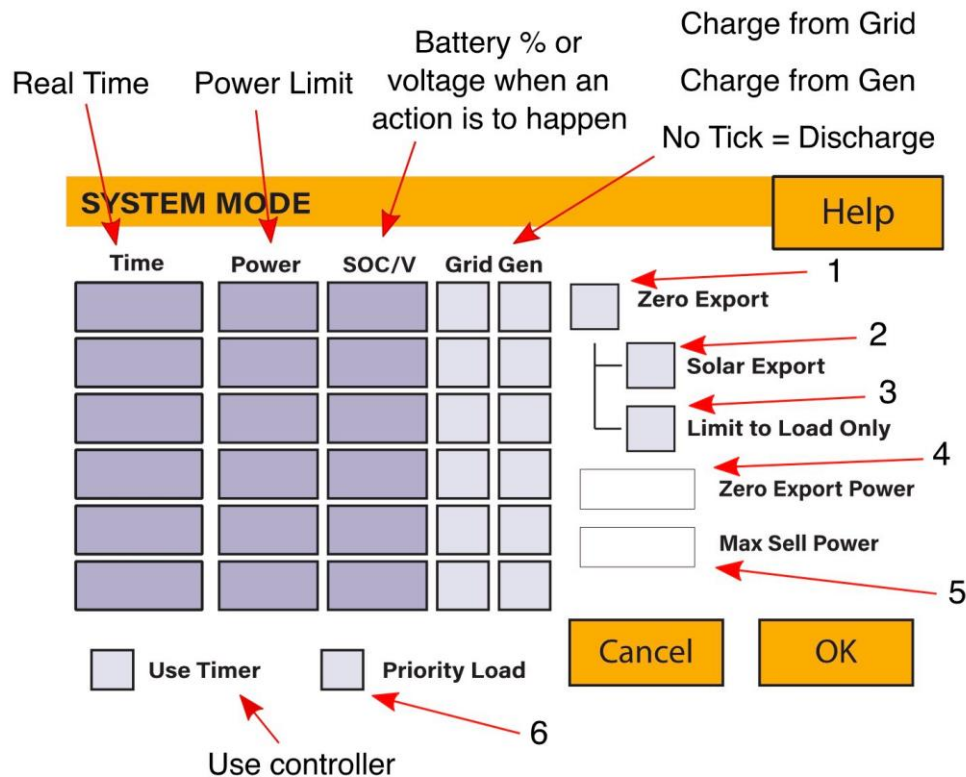 Charge from Grid
Battery % or
voltage when an
action is to happen
Charge from Gen
Real Time
Power Limit
No Tick = Discharge
SYSTEM MODE
Help
Time
Power
SOC/V
Grid Gen
1
Zero Export
2
Solar Export
3
Limit to Load Only
4
Zero Export Power
Max Sell Power
5
Cancel
OK
Use Timer
Priority Load
6
Use controller